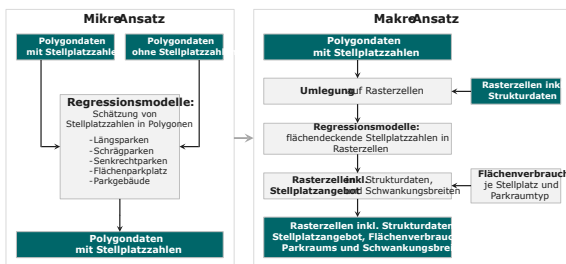 Mikro-Ansatz
Polygondaten
mit Stellplatzzahlen
Polygondaten
ohne Stellplatzzahlen
Regressionsmodelle:
Schätzung von
Stellplatzzahlen in Polygonen
-Längsparken
-Schrägparken
-Senkrechtparken
-Flächenparkplatz
-Parkgebäude
Polygondaten
mit Stellplatzzahlen
Makro-Ansatz
Polygondaten
mit Stellplatzzahlen
Umlegung auf Rasterzellen
Rasterzellen inkl.
Strukturdaten
Regressionsmodelle:
flächendeckende Stellplatzzahlen in
Rasterzellen
Rasterzellen inkl. Strukturdaten,
Stellplatzangebot und Schwankungsbreiten
Flächenverbrauch
je Stellplatz und
Parkraumtyp
Rasterzellen inkl. Strukturdaten
Stellplatzangebot, Flächenverbrauch
Parkraums und Schwankungsbrei